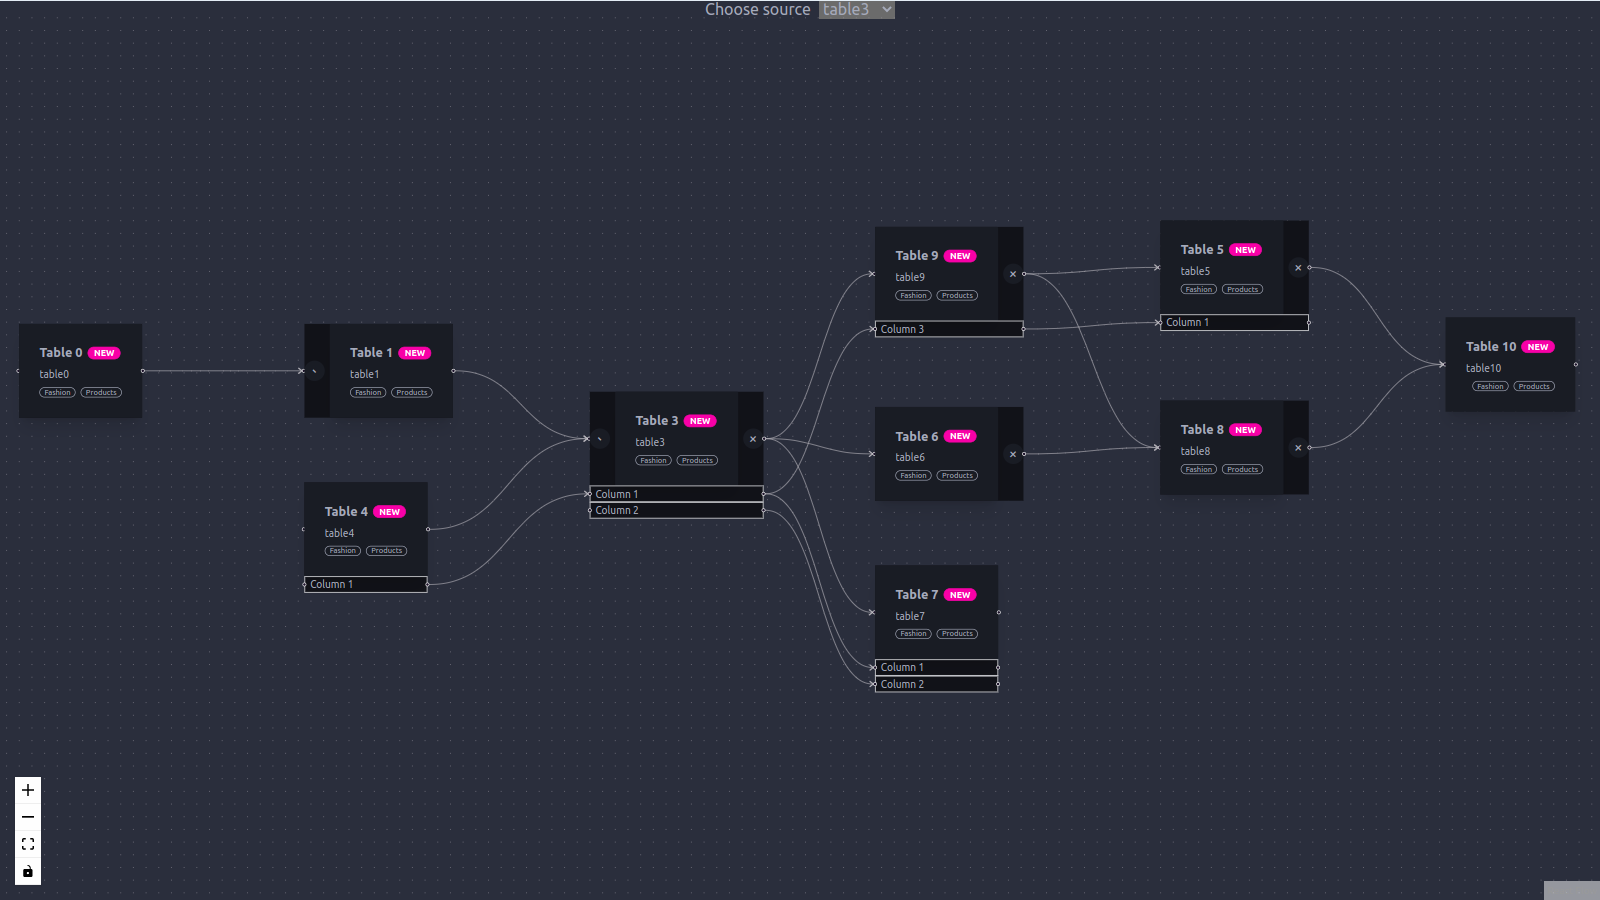 Choose source table3
Table 0 NEW
table0
Fashion Products
Table 1 NEW
table1
Fashion Products
Table 4 NEW
table4
Fashion Products
Column 1
Table 3 NEW
table3
Fashion Products
Column 1
Column 2
Table 9 NEW
table9
Fashion Products
Column 3
Table 6 NEW
table6
Fashion Products
Table 7 NEW
table7
Fashion Products
Column 1
Column 2
Table 5 NEW
table5
Fashion Products
Column 1
Table 8 NEW
table8
Fashion Products
Table 10 NEW
table10
Fashion Products